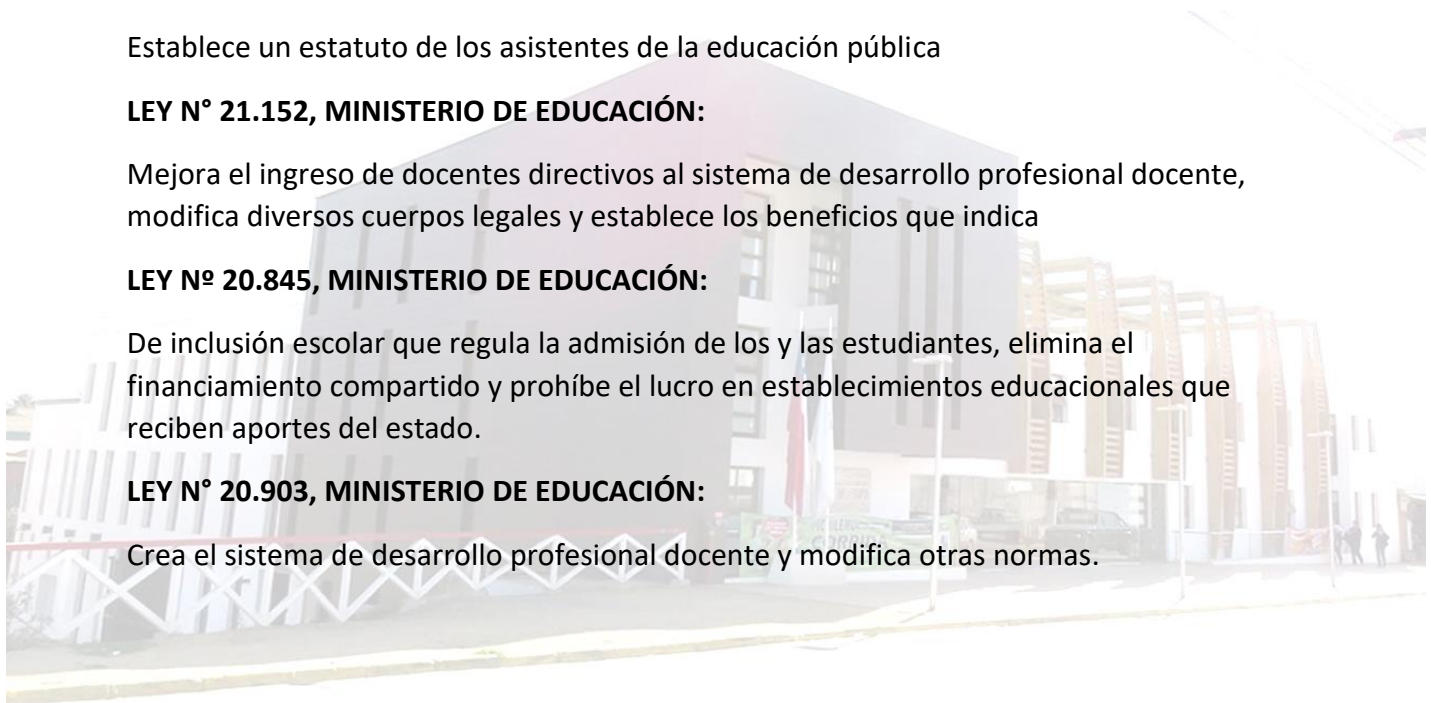 Establece un estatuto de los asistentes de la educación pública
LEY N° 21.152, MINISTERIO DE EDUCACIÓN:
Mejora el ingreso de docentes directivos al sistema de desarrollo profesional docente,
modifica diversos cuerpos legales y establece los beneficios que indica
LEY Nº 20.845, MINISTERIO DE EDUCACIÓN:
De inclusión escolar que regula la admisión de los y las estudiantes, elimina el
financiamiento compartido y prohíbe el lucro en establecimientos educacionales que
reciben aportes del estado.
LEY N° 20.903, MINISTERIO DE EDUCACIÓN:
Crea el sistema de desarrollo profesional docente y modifica otras normas.